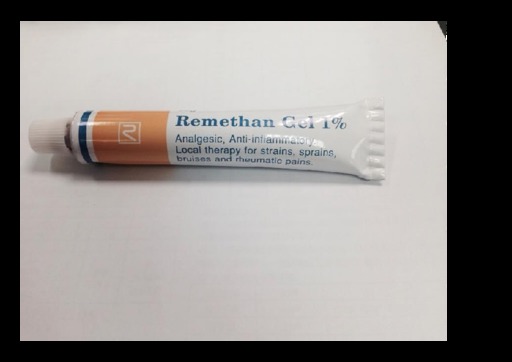 Remethan Gel 1%
Analgesic, Anti-inflammatory
Local therapy for strains, sprains,
bruises and rheumatic pains.